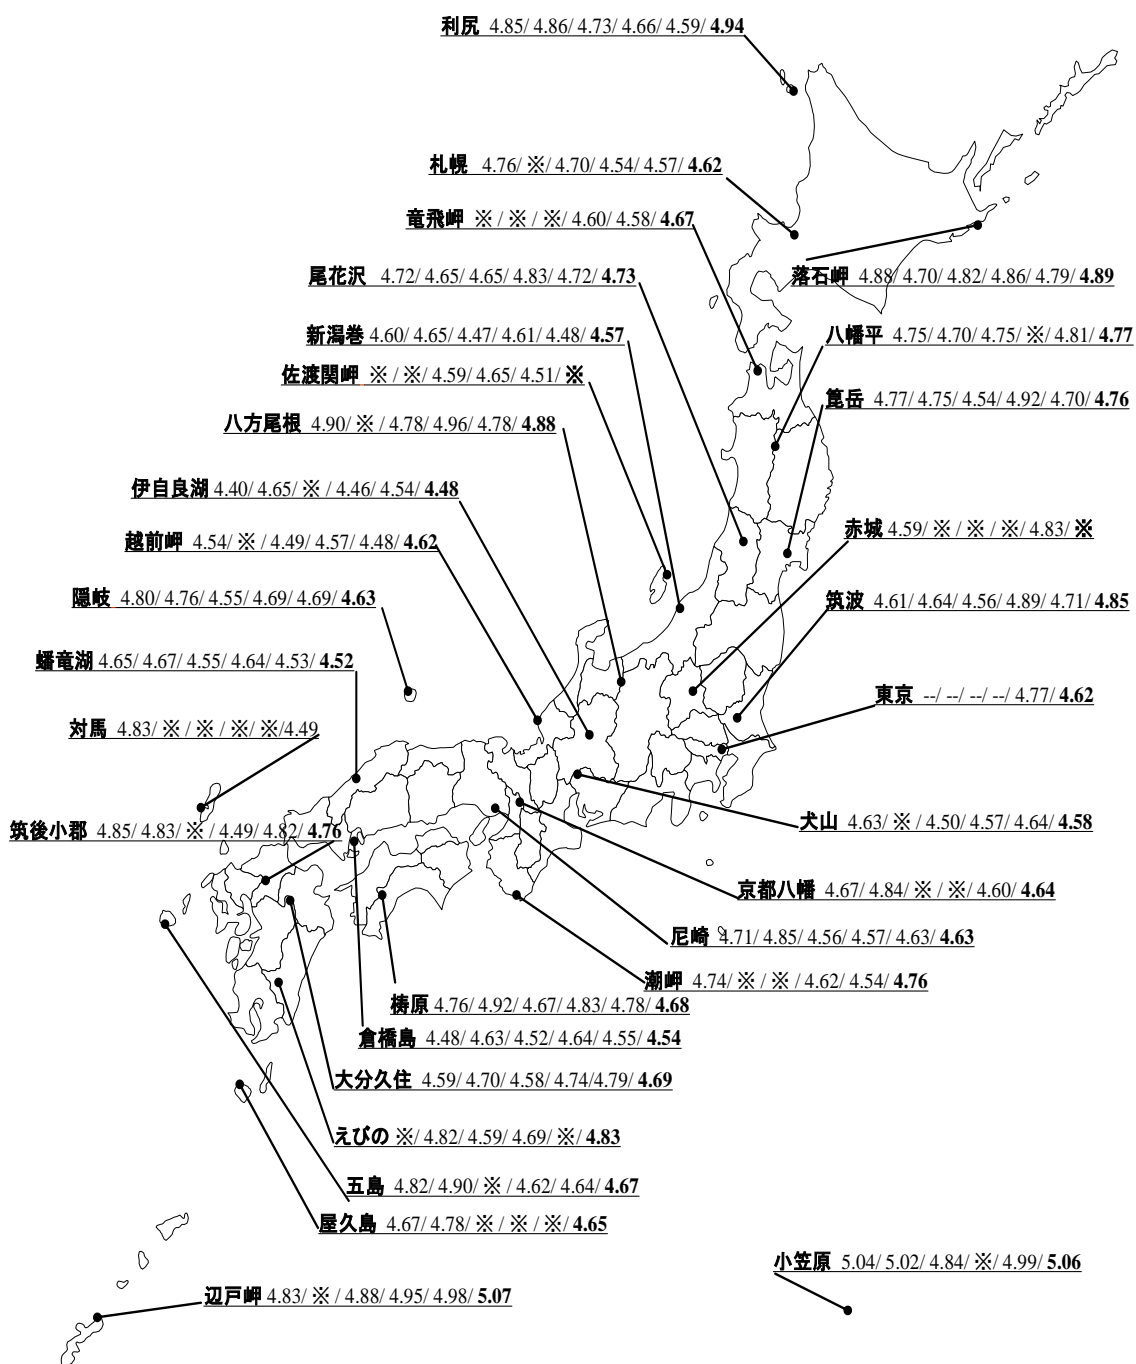 利尻 4.85/ 4.86/ 4.73/ 4.66/ 4.59/ 4.94
札幌 4.76/ ※/ 4.70/ 4.54/ 4.57/ 4.62
竜飛岬 ※ / ※ / ※/ 4.60/ 4.58/ 4.67
尾花沢 4.72/ 4.65/ 4.65/ 4.83/ 4.72/ 4.73
落石岬 4.88/ 4.70/ 4.82/ 4.86/ 4.79/ 4.89
新潟巻 4.60/ 4.65/ 4.47/ 4.61/ 4.48/ 4.57
八幡平 4.75/ 4.70/ 4.75/ ※/ 4.81/ 4.77
佐渡関岬 ※ / ※/ 4.59/ 4.65/ 4.51/ ※
箆岳 4.77/ 4.75/ 4.54/ 4.92/ 4.70/ 4.76
八方尾根 4.90/ ※ / 4.78/ 4.96/ 4.78/ 4.88
伊自良湖 4.40/ 4.65/ ※ / 4.46/ 4.54/ 4.48
赤城 4.59/ ※ / ※ / ※/ 4.83/ ※
越前岬 4.54/ ※ / 4.49/ 4.57/ 4.48/ 4.62
隠岐 4.80/ 4.76/ 4.55/ 4.69/ 4.69/ 4.63
筑波 4.61/ 4.64/ 4.56/ 4.89/ 4.71/ 4.85
蟠竜湖 4.65/ 4.67/ 4.55/ 4.64/ 4.53/ 4.52
東京 --/ --/ --/ --/ 4.77/ 4.62
対馬 4.83/ ※ / ※ / ※/ ※/4.49
筑後小郡 4.85/ 4.83/ ※ / 4.49/ 4.82/ 4.76
犬山 4.63/ ※ / 4.50/ 4.57/ 4.64/ 4.58
京都八幡 4.67/ 4.84/ ※ / ※/ 4.60/ 4.64
尼崎 4.71/ 4.85/ 4.56/ 4.57/ 4.63/ 4.63
潮岬 4.74/ ※ / ※ / 4.62/ 4.54/ 4.76
梼原 4.76/ 4.92/ 4.67/ 4.83/ 4.78/ 4.68
倉橋島 4.48/ 4.63/ 4.52/ 4.64/ 4.55/ 4.54
大分久住 4.59/ 4.70/ 4.58/ 4.74/4.79/ 4.69
えびの ※/ 4.82/ 4.59/ 4.69/ ※/ 4.83
五島 4.82/ 4.90/ ※ / 4.62/ 4.64/ 4.67
屋久島 4.67/ 4.78/ ※ / ※ / ※/ 4.65
小笠原 5.04/ 5.02/ 4.84/ ※/ 4.99/ 5.06
辺戸岬 4.83/ ※ / 4.88/ 4.95/ 4.98/ 5.07